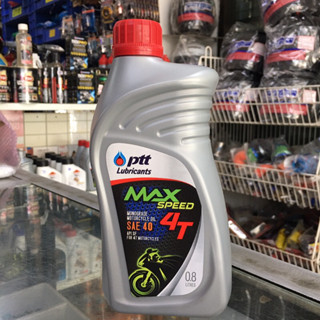 ptt
Lubricants
MAX
SPEED
4T
MONOGRADE
MOTORCYCLE OIL
SAE 40
API SF
FOR 4T MOTORCYCLES
0.8
LITRES